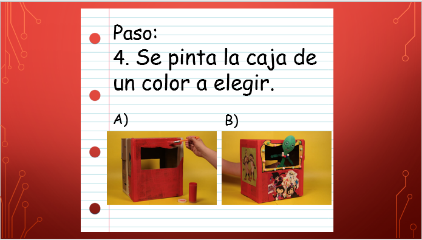 Paso:
4. Se pinta la caja de
un color a elegir.
A)
B)